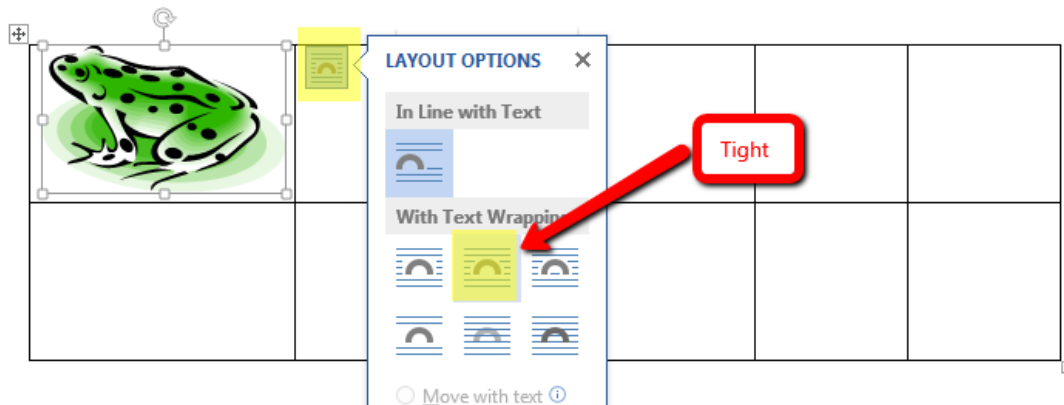 LAYOUT OPTIONS
In Line with Text
Tight
With Text Wrapping
Move with text